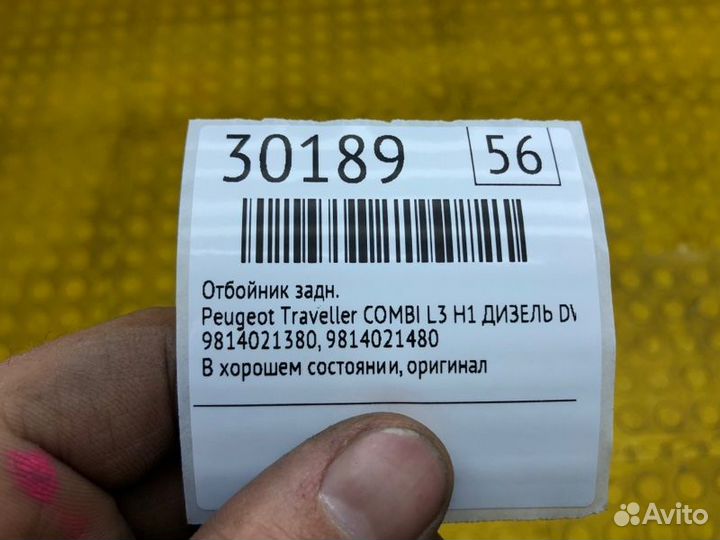 30189
56
Отбойник задн.
Peugeot Traveller COMBI L3 H1 ДИЗЕЛЬ
9814021380, 9814021480
В хорошем состоянии, оригинал
Avito